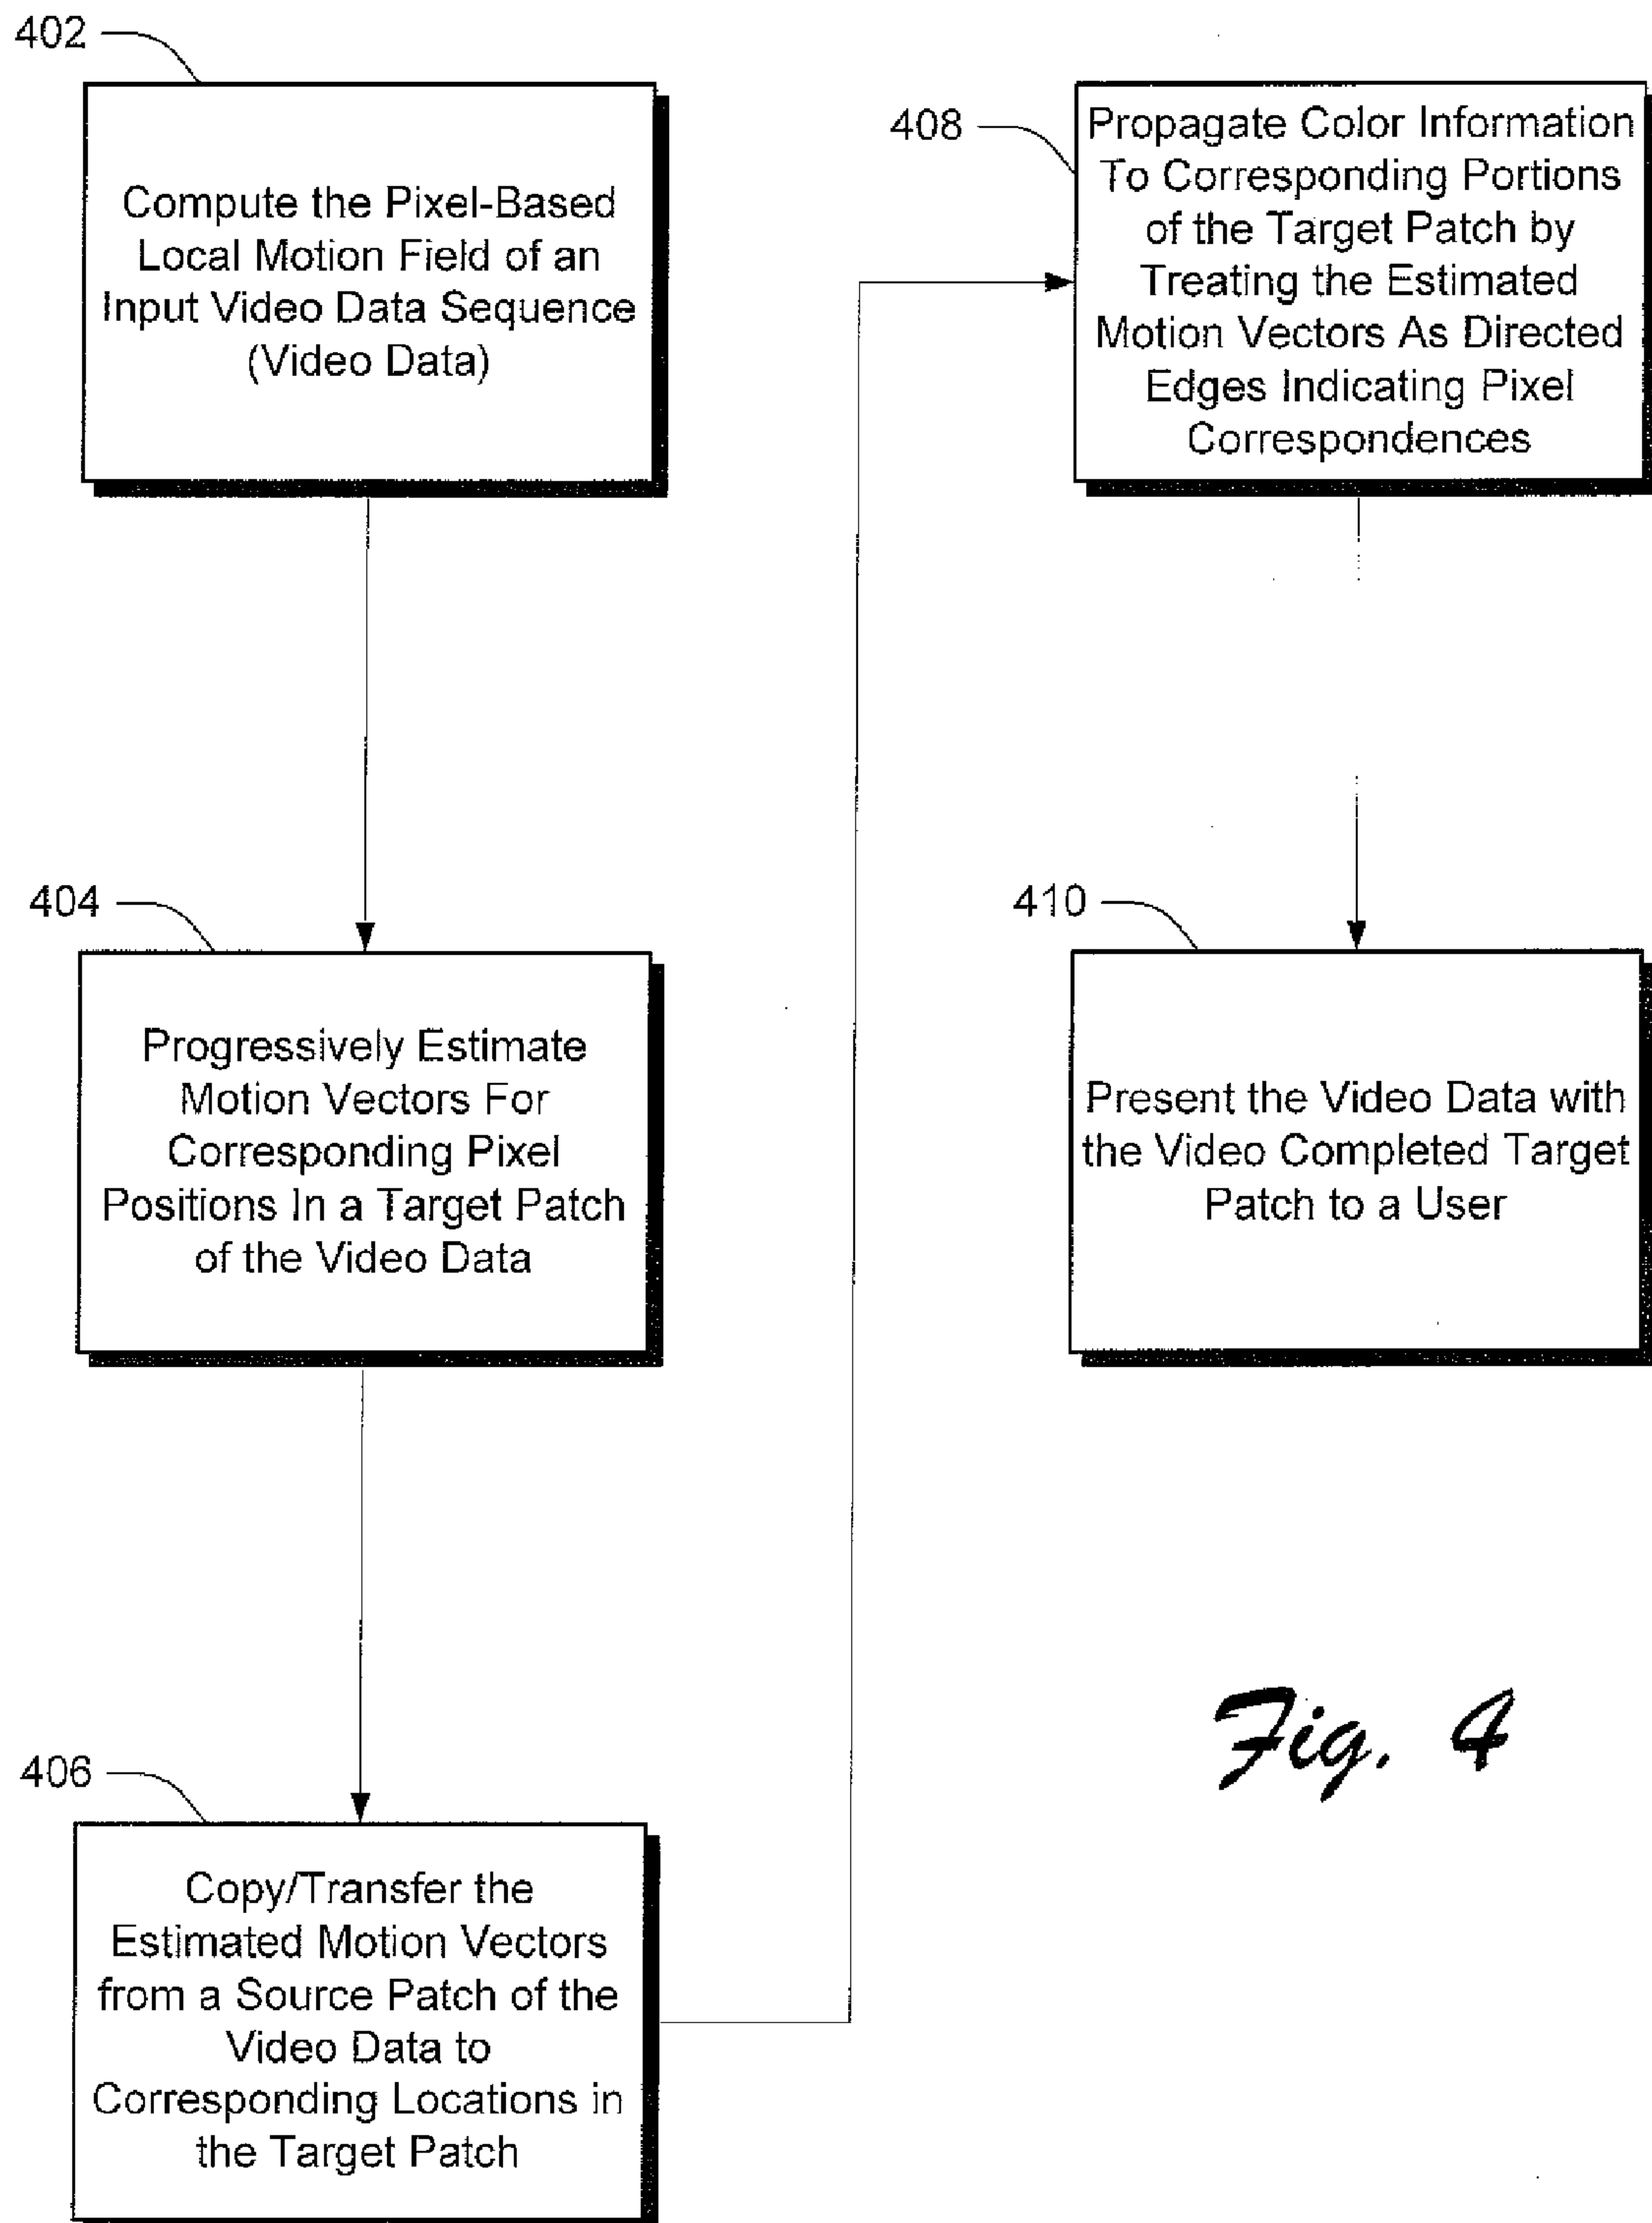 402
Compute the Pixel-Based
Local Motion Field of an
Input Video Data Sequence
(Video Data)
404
Progressively Estimate
Motion Vectors For
Corresponding Pixel
Positions In a Target Patch
of the Video Data
406
Copy/Transfer the
Estimated Motion Vectors
from a Source Patch of the
Video Data to
Corresponding Locations in
the Target Patch
408
Propagate Color Information
To Corresponding Portions
of the Target Patch by
Treating the Estimated
Motion Vectors As Directed
Edges Indicating Pixel
Correspondences
410
Present the Video Data with
the Video Completed Target
Patch to a User
Fig. 4